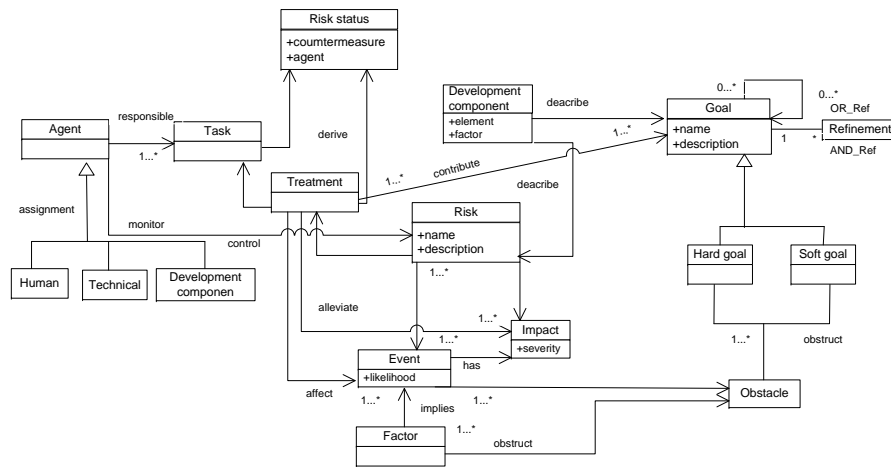 Risk status
+countermeasure
+agent
Development
component
+element
+factor
deacribe
0...*
0...*
OR_Ref
Goal
+name
+description
1
*
Refinement
AND_Ref
Agent
responsible
1...*
Task
derive
1...*
contribute
1...*
deacribe
Treatment
assignment
monitor
control
Risk
+name
+description
1...*
Human
Technical
Development
componen
Hard goal
Soft goal
alleviate
1...*
Impact
+severity
1...*
obstruct
1...*
Event
+likelihood
has
affect
1...*
implies
1...*
Obstacle
Factor
1...*
obstruct